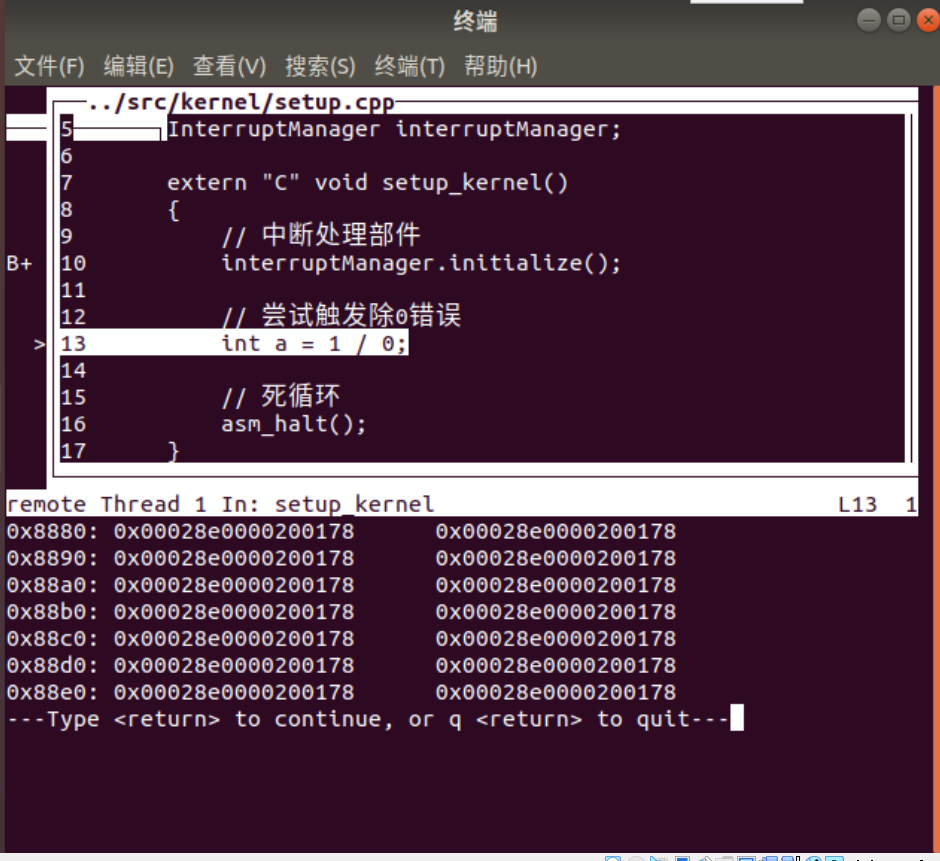 终端
文件(F) 编辑(E) 查看(V) 搜索(S) 终端(T) 帮助(H)
../src/kernel/setup.cpp
5 InterruptManager interruptManager;
6
7 extern "C" void setup_kernel()
8 {
9 // 中断处理部件
B+ 10 interruptManager.initialize();
11
12 // 尝试触发除0错误
> 13 int a = 1 / 0;
14
15 // 死循环
16 asm_halt();
17 }
remote Thread 1 In: setup_kernel L13 1
0x8880: 0x00028e0000200178 0x00028e0000200178
0x8890: 0x00028e0000200178 0x00028e0000200178
0x88a0: 0x00028e0000200178 0x00028e0000200178
0x88b0: 0x00028e0000200178 0x00028e0000200178
0x88c0: 0x00028e0000200178 0x00028e0000200178
0x88d0: 0x00028e0000200178 0x00028e0000200178
0x88e0: 0x00028e0000200178 0x00028e0000200178
---Type <return> to continue, or q <return> to quit---